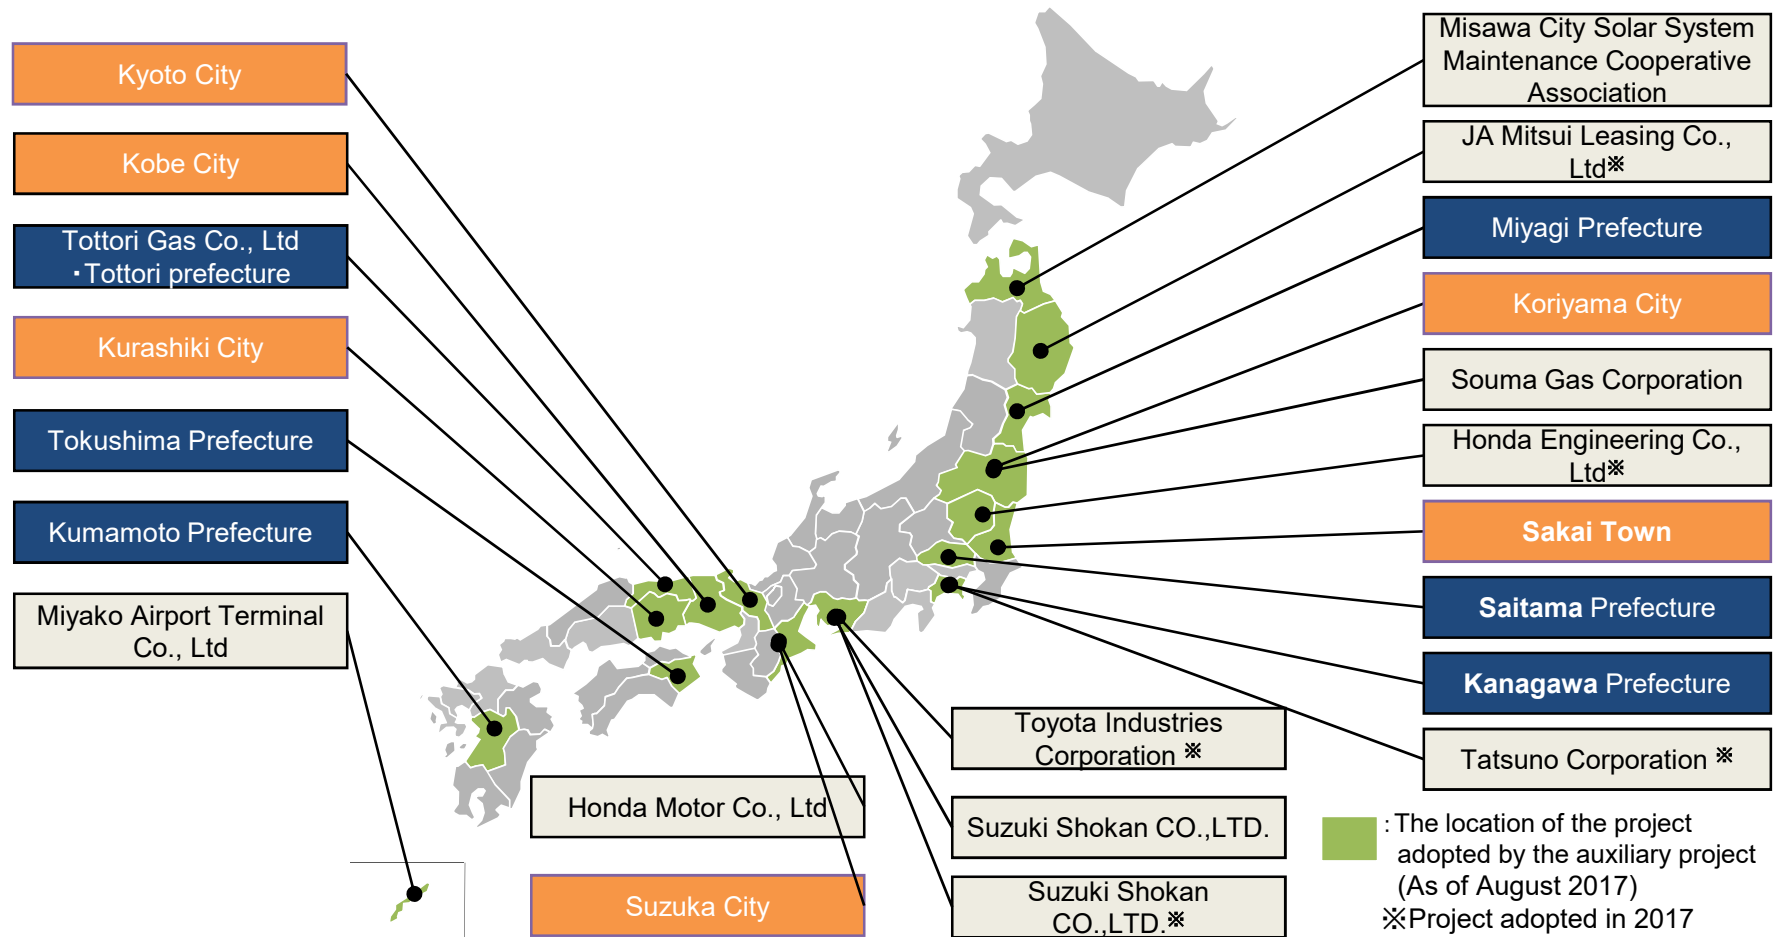 Kyoto City
Kobe City
Tottori Gas Co., Ltd
・Tottori prefecture
Kurashiki City
Tokushima Prefecture
Kumamoto Prefecture
Miyako Airport Terminal
Co., Ltd
Misawa City Solar System
Maintenance Cooperative
Association
JA Mitsui Leasing Co.,
Ltd※
Miyagi Prefecture
Koriyama City
Souma Gas Corporation
Honda Engineering Co.,
Ltd※
Sakai Town
Saitama Prefecture
Kanagawa Prefecture
Tatsuno Corporation ※
Toyota Industries
Corporation ※
Honda Motor Co., Ltd
Suzuki Shokan CO.,LTD.
Suzuka City
Suzuki Shokan
CO.,LTD.※
: The location of the project
adopted by the auxiliary project
(As of August 2017)
※Project adopted in 2017